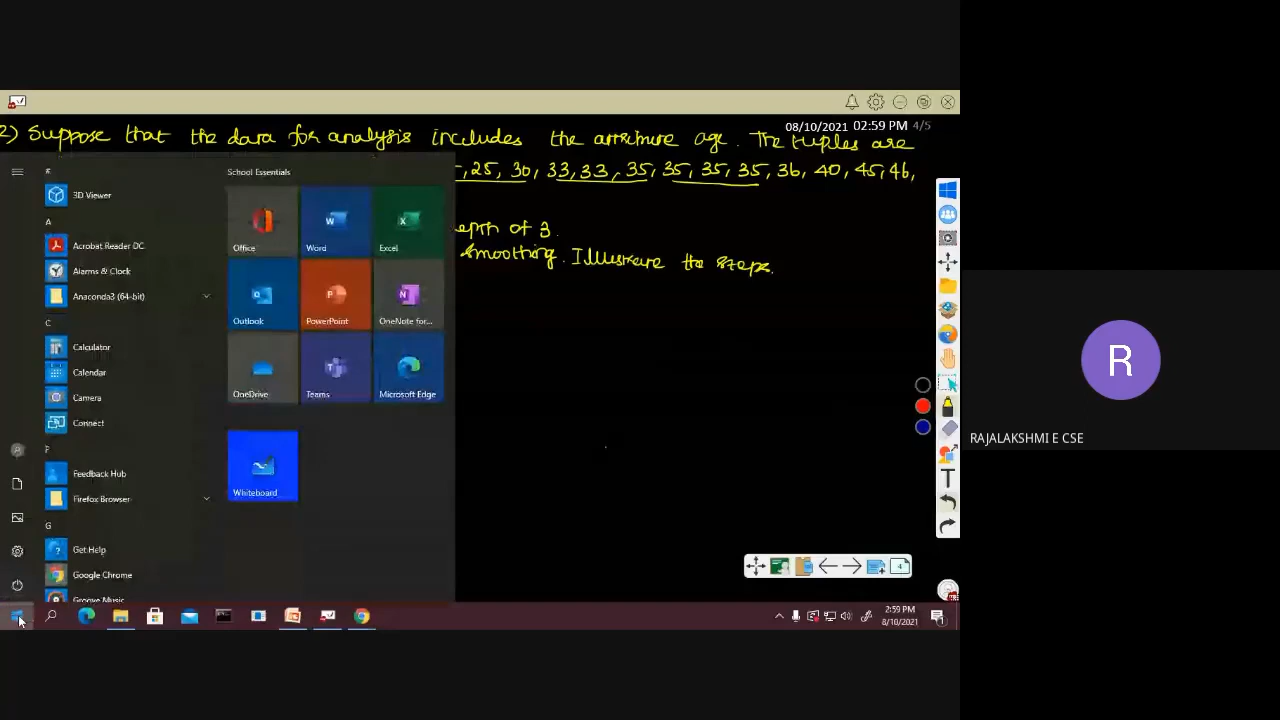 08/10/2021 02:59 PM 4/5
2) Suppose that the data for analysis includes the attribute age. The tuples are
, 25, 30, 33, 33, 35, 35, 35, 35, 36, 40, 45, 46,
epth of 3.
smoothing. Illustrate the steps.
School Essentials
3D Viewer
A
Acrobat Reader DC
Alarms & Clock
Anaconda3 (64-bit)
C
Calculator
Calendar
Camera
Connect
F
Feedback Hub
Firefox Browser
G
Get Help
Google Chrome
Groove Music
Office
Word
Excel
Outlook
PowerPoint
OneNote for...
OneDrive
Teams
Microsoft Edge
Whiteboard
T
4
2:59 PM
8/10/2021
R
RAJALAKSHMI E CSE